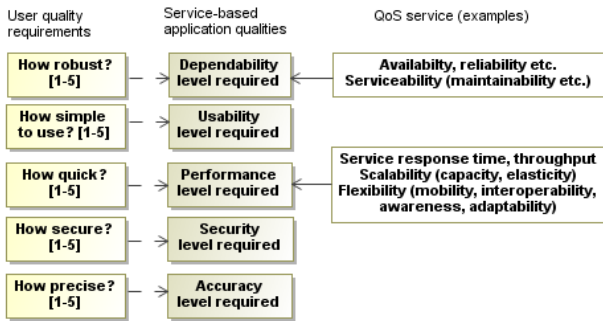 User quality
requirements
Service-based
application qualities
QoS service (examples)
How robust?
[1-5]
Dependability
level required
Availabilty, reliability etc.
Serviceability (maintainability etc.)
How simple
to use? [1-5]
Usability
level required
How quick?
[1-5]
Performance
level required
Service response time, throughput
Scalability (capacity, elasticity)
Flexibility (mobility, interoperability,
awareness, adaptability)
How secure?
[1-5]
Security
level required
How precise?
[1-5]
Accuracy
level required